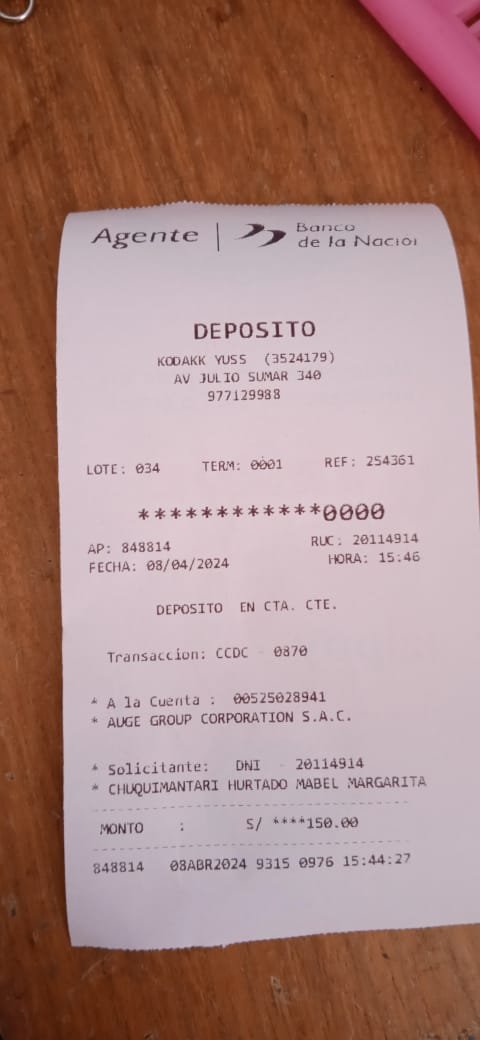 Agente | Banco
de la Nación
DEPOSITO
KODAKK YUSS (3524179)
AV JULIO SUMAR 340
977129988
LOTE: 034 TERM: 0001 REF: 254361
************0000
AP: 848814 RUC: 20114914
FECHA: 08/04/2024 HORA: 15:46
DEPOSITO EN CTA. CTE.
Transaccion: CCDC - 0870
* A la Cuenta : 00525028941
* AUGE GROUP CORPORATION S.A.C.
* Solicitante: DNI - 20114914
* CHUQUIMANTARI HURTADO MABEL MARGARITA
MONTO : S/ ****150.00
848814 08ABR2024 9315 0976 15:44:27